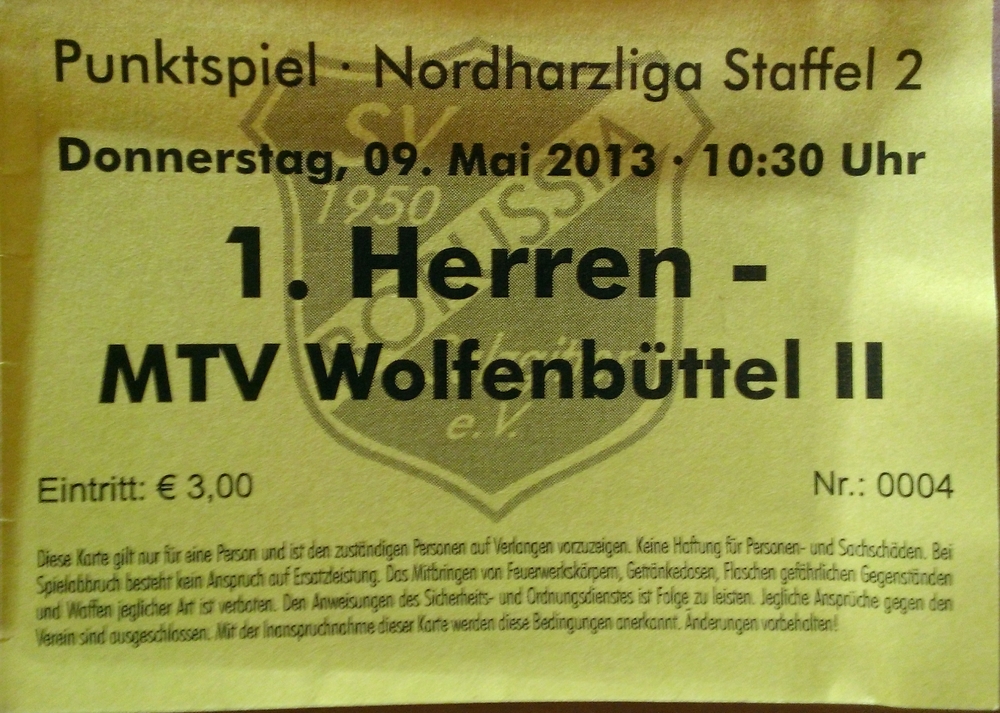 Punktspiel · Nordharzliga Staffel 2
SV
Donnerstag, 09. Mai 2013 · 10:30 Uhr
1950
BORUSSIA
1. Herren -
MTV Wolfenbüttel II
e.V.
Eintritt: € 3,00
Nr.: 0004
Diese Karte gilt nur für eine Person und ist den zuständigen Personen auf Verlangen vorzuzeigen. Keine Haftung für Personen- und Sachschäden. Bei
Spielabbruch besteht kein Anspruch auf Ersatzleistung. Das Mitbringen von Feuerwerkskörpern, Getränkedosen, Flaschen gefährlichen Gegenständen
und Waffen jeglicher Art ist verboten. Den Anweisungen des Sicherheits- und Ordnungsdienstes ist Folge zu leisten. Jegliche Ansprüche gegen den
Verein sind ausgeschlossen. Mit der Inanspruchnahme dieser Karte werden diese Bedingungen anerkannt. Änderungen vorbehalten!